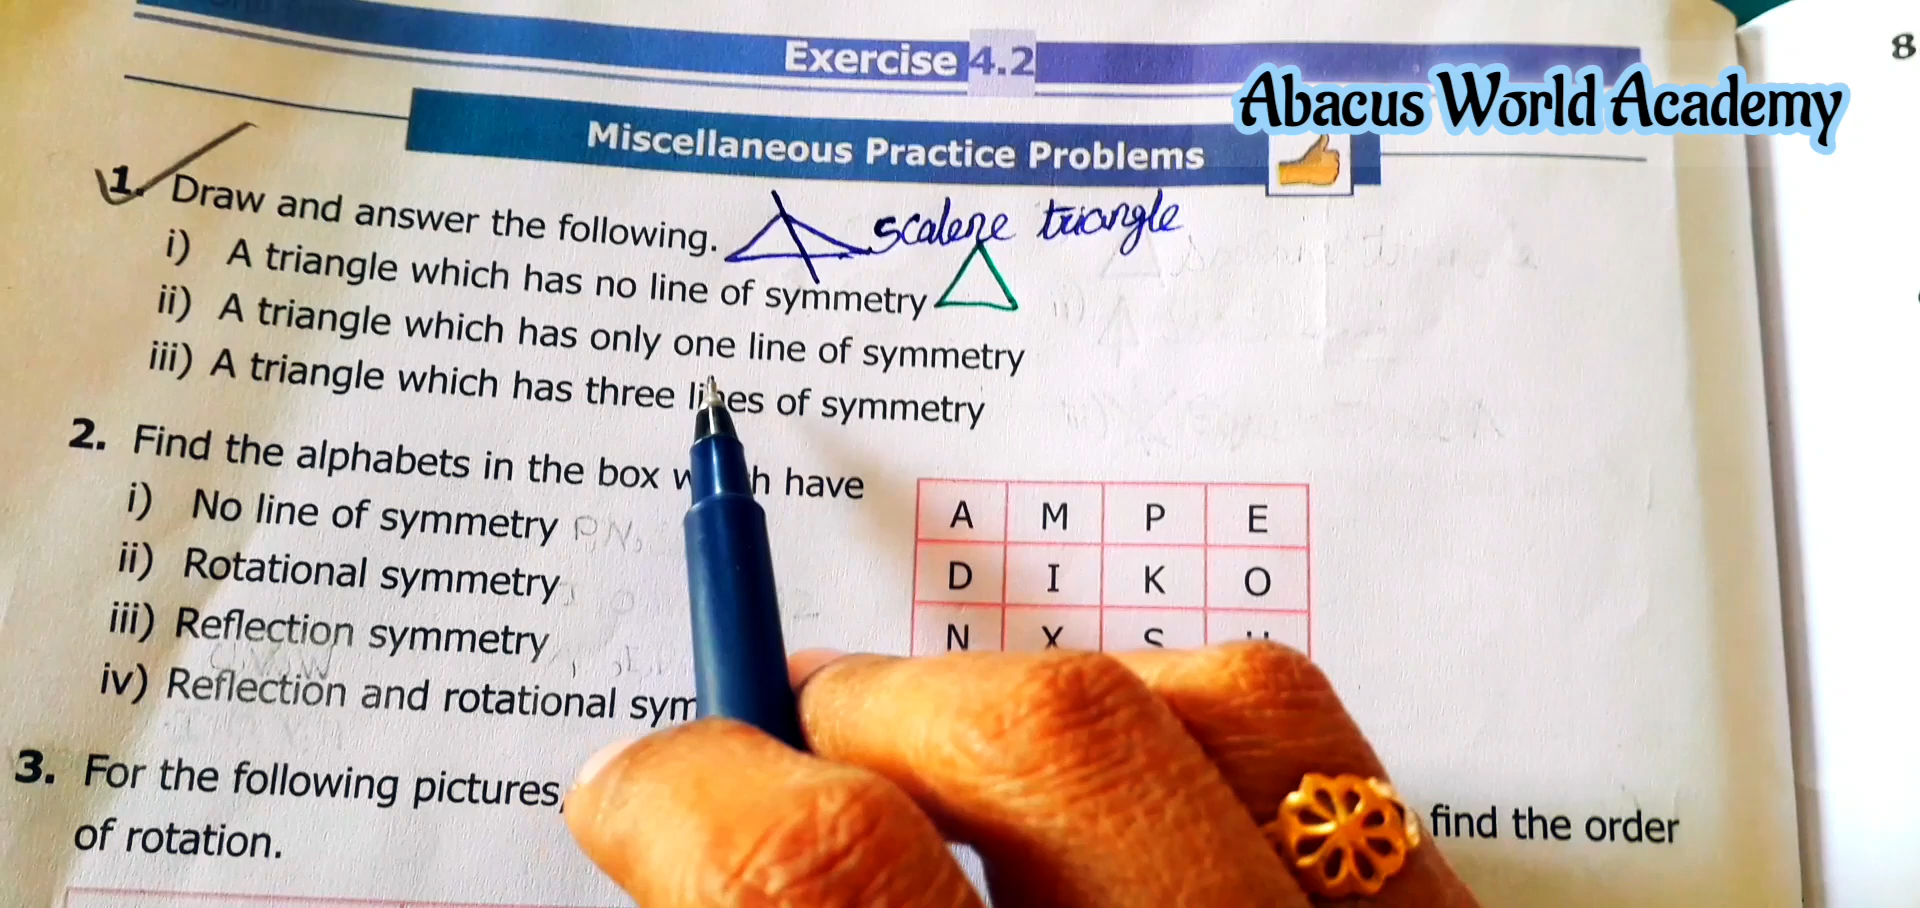 Exercise 4.2
Abacus World Academy
8
Miscellaneous Practice Problems
1. Draw and answer the following.
scalene triangle
i) A triangle which has no line of symmetry
ii) A triangle which has only one line of symmetry
iii) A triangle which has three lines of symmetry
2. Find the alphabets in the box which have
i) No line of symmetry P, N,
ii) Rotational symmetry
iii) Reflection symmetry
iv) Reflection and rotational sym
A M P E
D I K O
N X S
3. For the following pictures, find the order
of rotation.